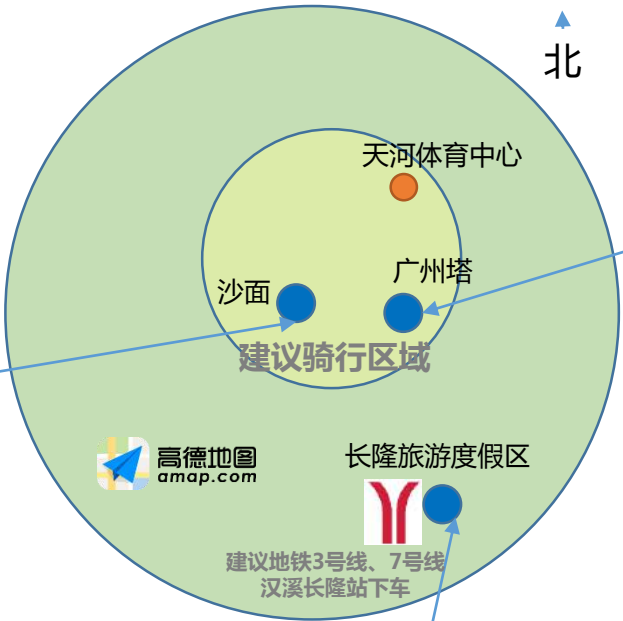 北
天河体育中心
广州塔
沙面
建议骑行区域
高德地图
amap.com
长隆旅游度假区
建议地铁3号线、7号线
汉溪长隆站下车